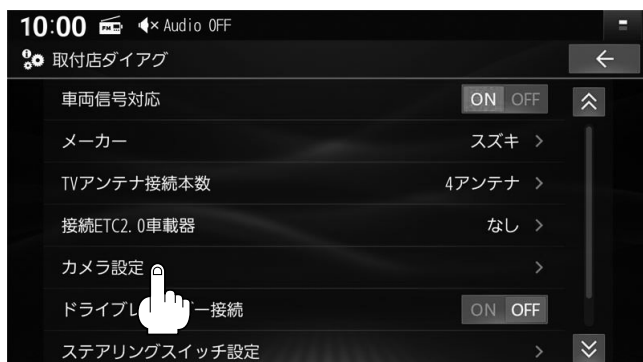 10:00 FM Audio OFF
取付店ダイアグ
車両信号対応 ON OFF
メーカー スズキ
TVアンテナ接続本数 4アンテナ
接続ETC2.0車載器 なし
カメラ設定
ドライブレ ー接続 ON OFF
ステアリングスイッチ設定